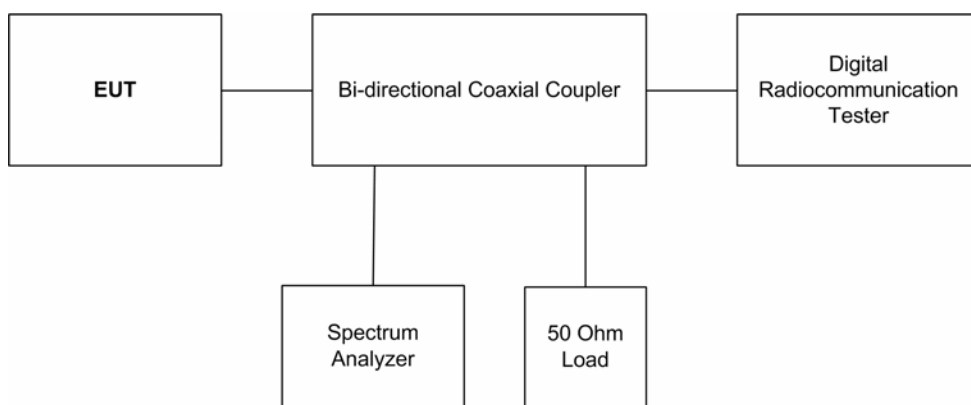 EUT
Bi-directional Coaxial Coupler
Digital
Radiocommunication
Tester
Spectrum
Analyzer
50 Ohm
Load